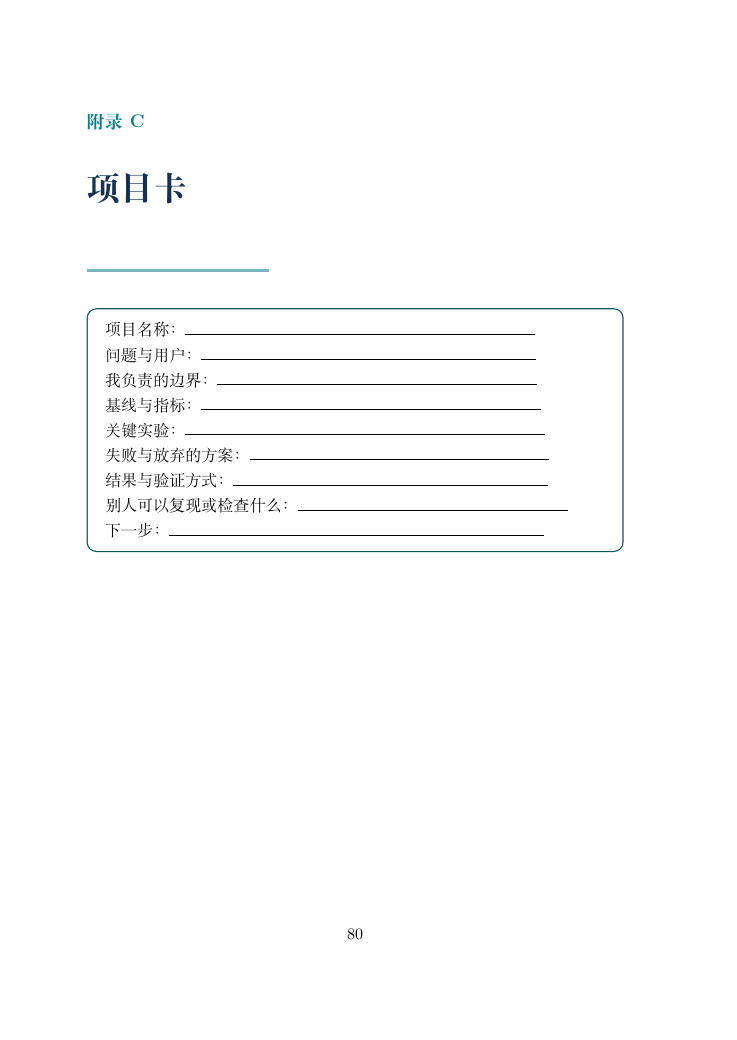 附录 C
项目卡
项目名称：
问题与用户：
我负责的边界：
基线与指标：
关键实验：
失败与放弃的方案：
结果与验证方式：
别人可以复现或检查什么：
下一步：
80